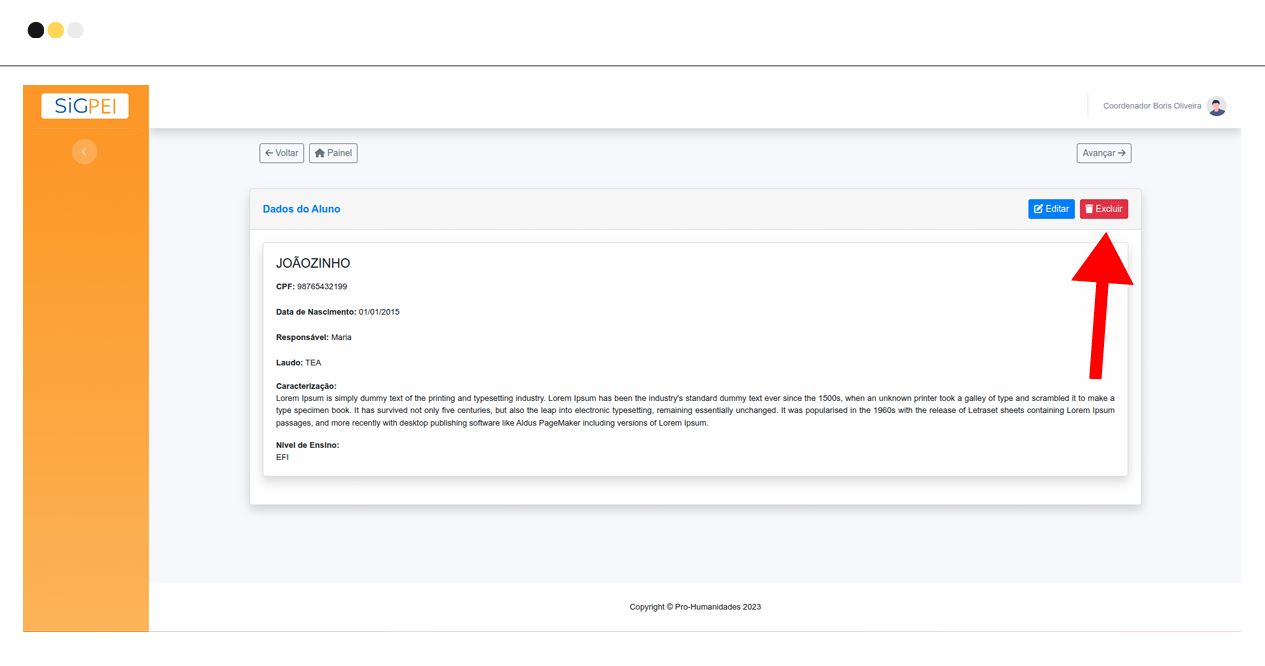 SiGPEI
Coordenador Boris Oliveira
Voltar
Painel
Avançar
Dados do Aluno
Editar
Excluir
JOÃOZINHO
CPF: 98765432199
Data de Nascimento: 01/01/2015
Responsável: Maria
Laudo: TEA
Caracterização:
Lorem Ipsum is simply dummy text of the printing and typesetting industry. Lorem Ipsum has been the industry's standard dummy text ever since the 1500s, when an unknown printer took a galley of type and scrambled it to make a
type specimen book. It has survived not only five centuries, but also the leap into electronic typesetting, remaining essentially unchanged. It was popularised in the 1960s with the release of Letraset sheets containing Lorem Ipsum
passages, and more recently with desktop publishing software like Aldus PageMaker including versions of Lorem Ipsum.
Nível de Ensino:
EFI
Copyright © Pro-Humanidades 2023